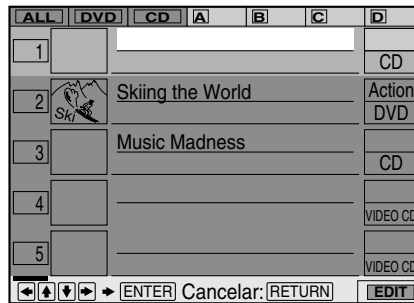 ALL DVD CD A B C D
1 CD
2 Ski Skiing the World Action DVD
3 Music Madness CD
4 VIDEO CD
5 VIDEO CD
ENTER Cancelar: RETURN EDIT